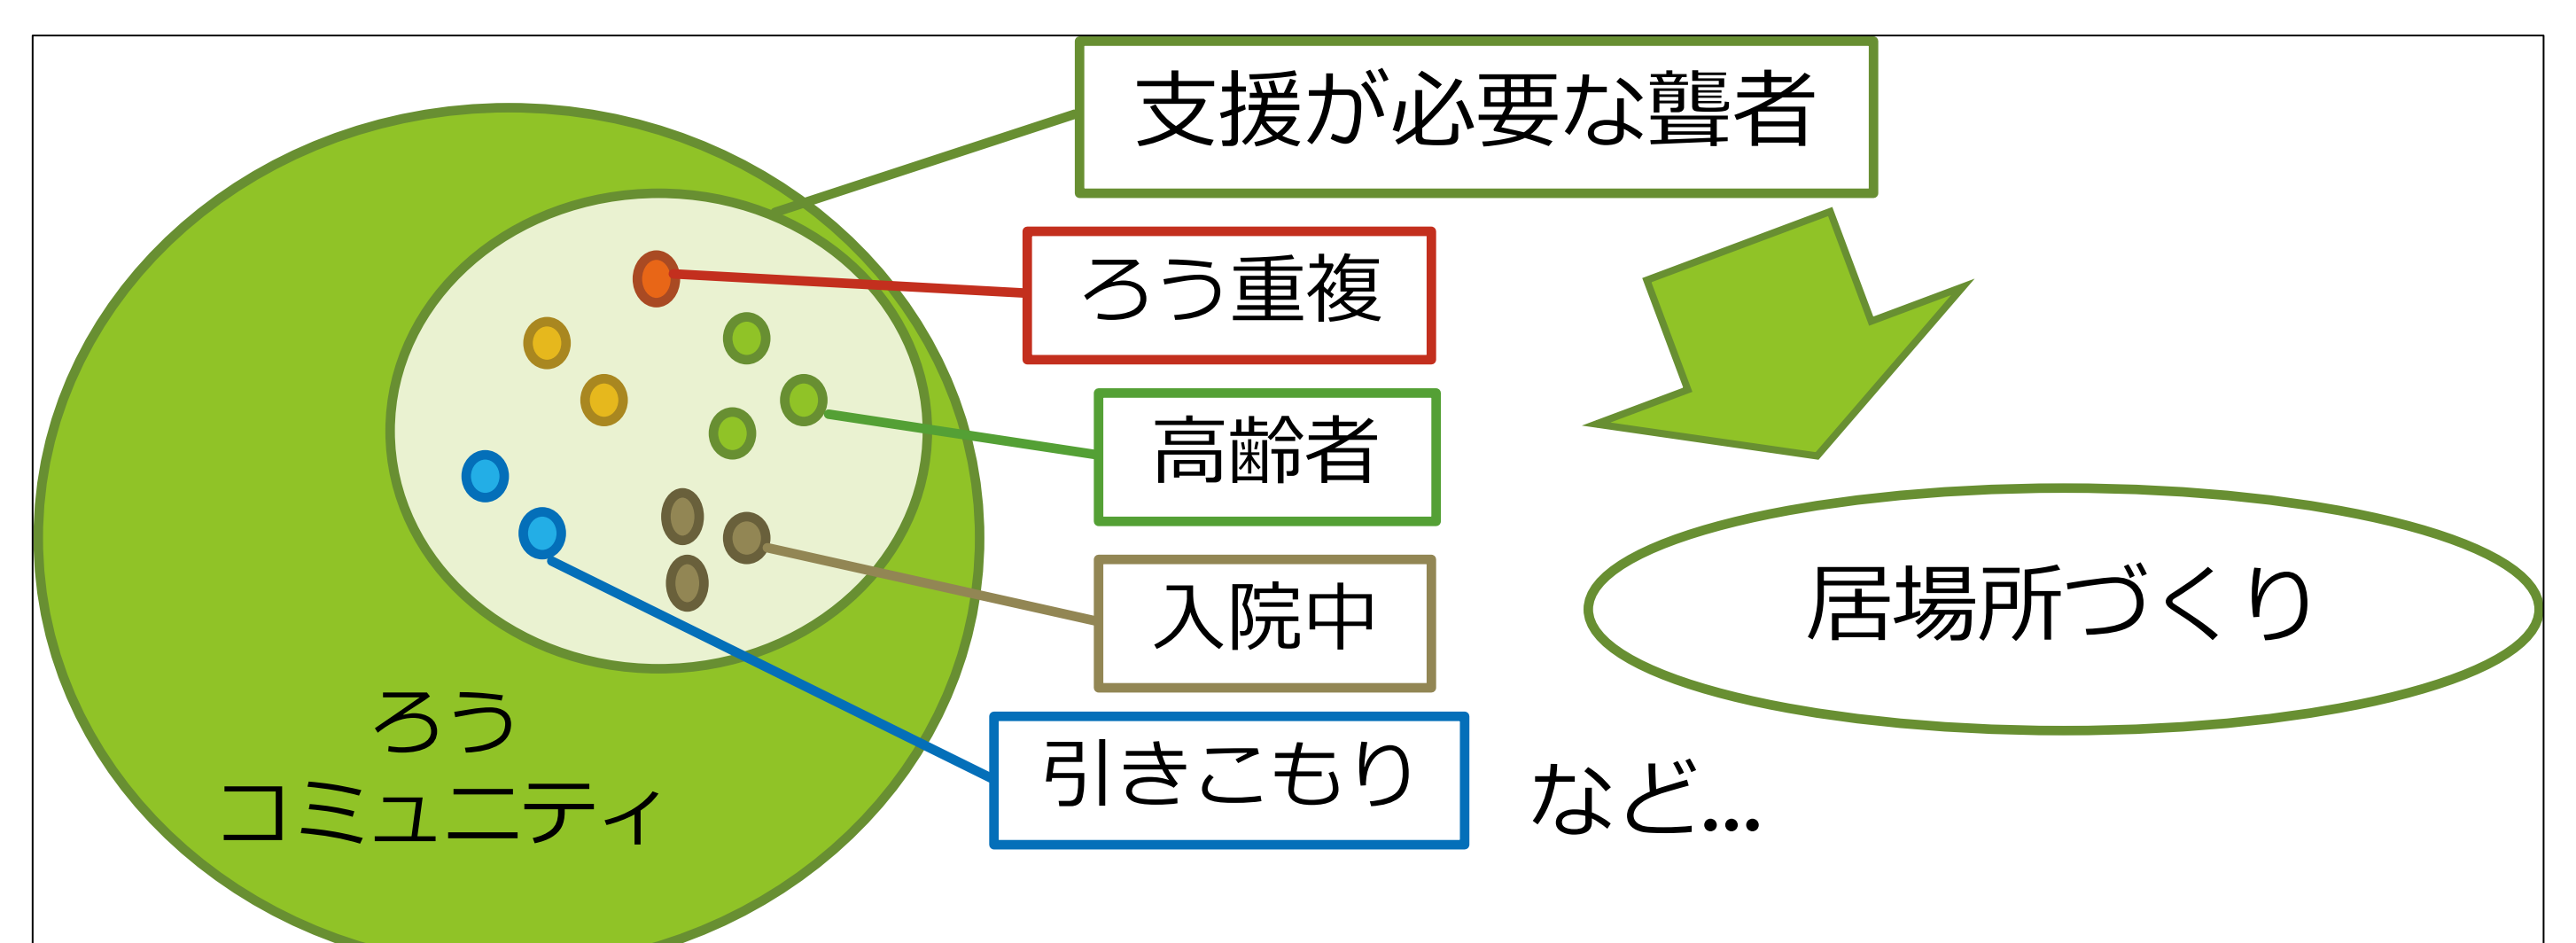 支援が必要な聾者
ろう重複
高齢者
入院中
引きこもり
など...
居場所づくり
ろう
コミュニティ